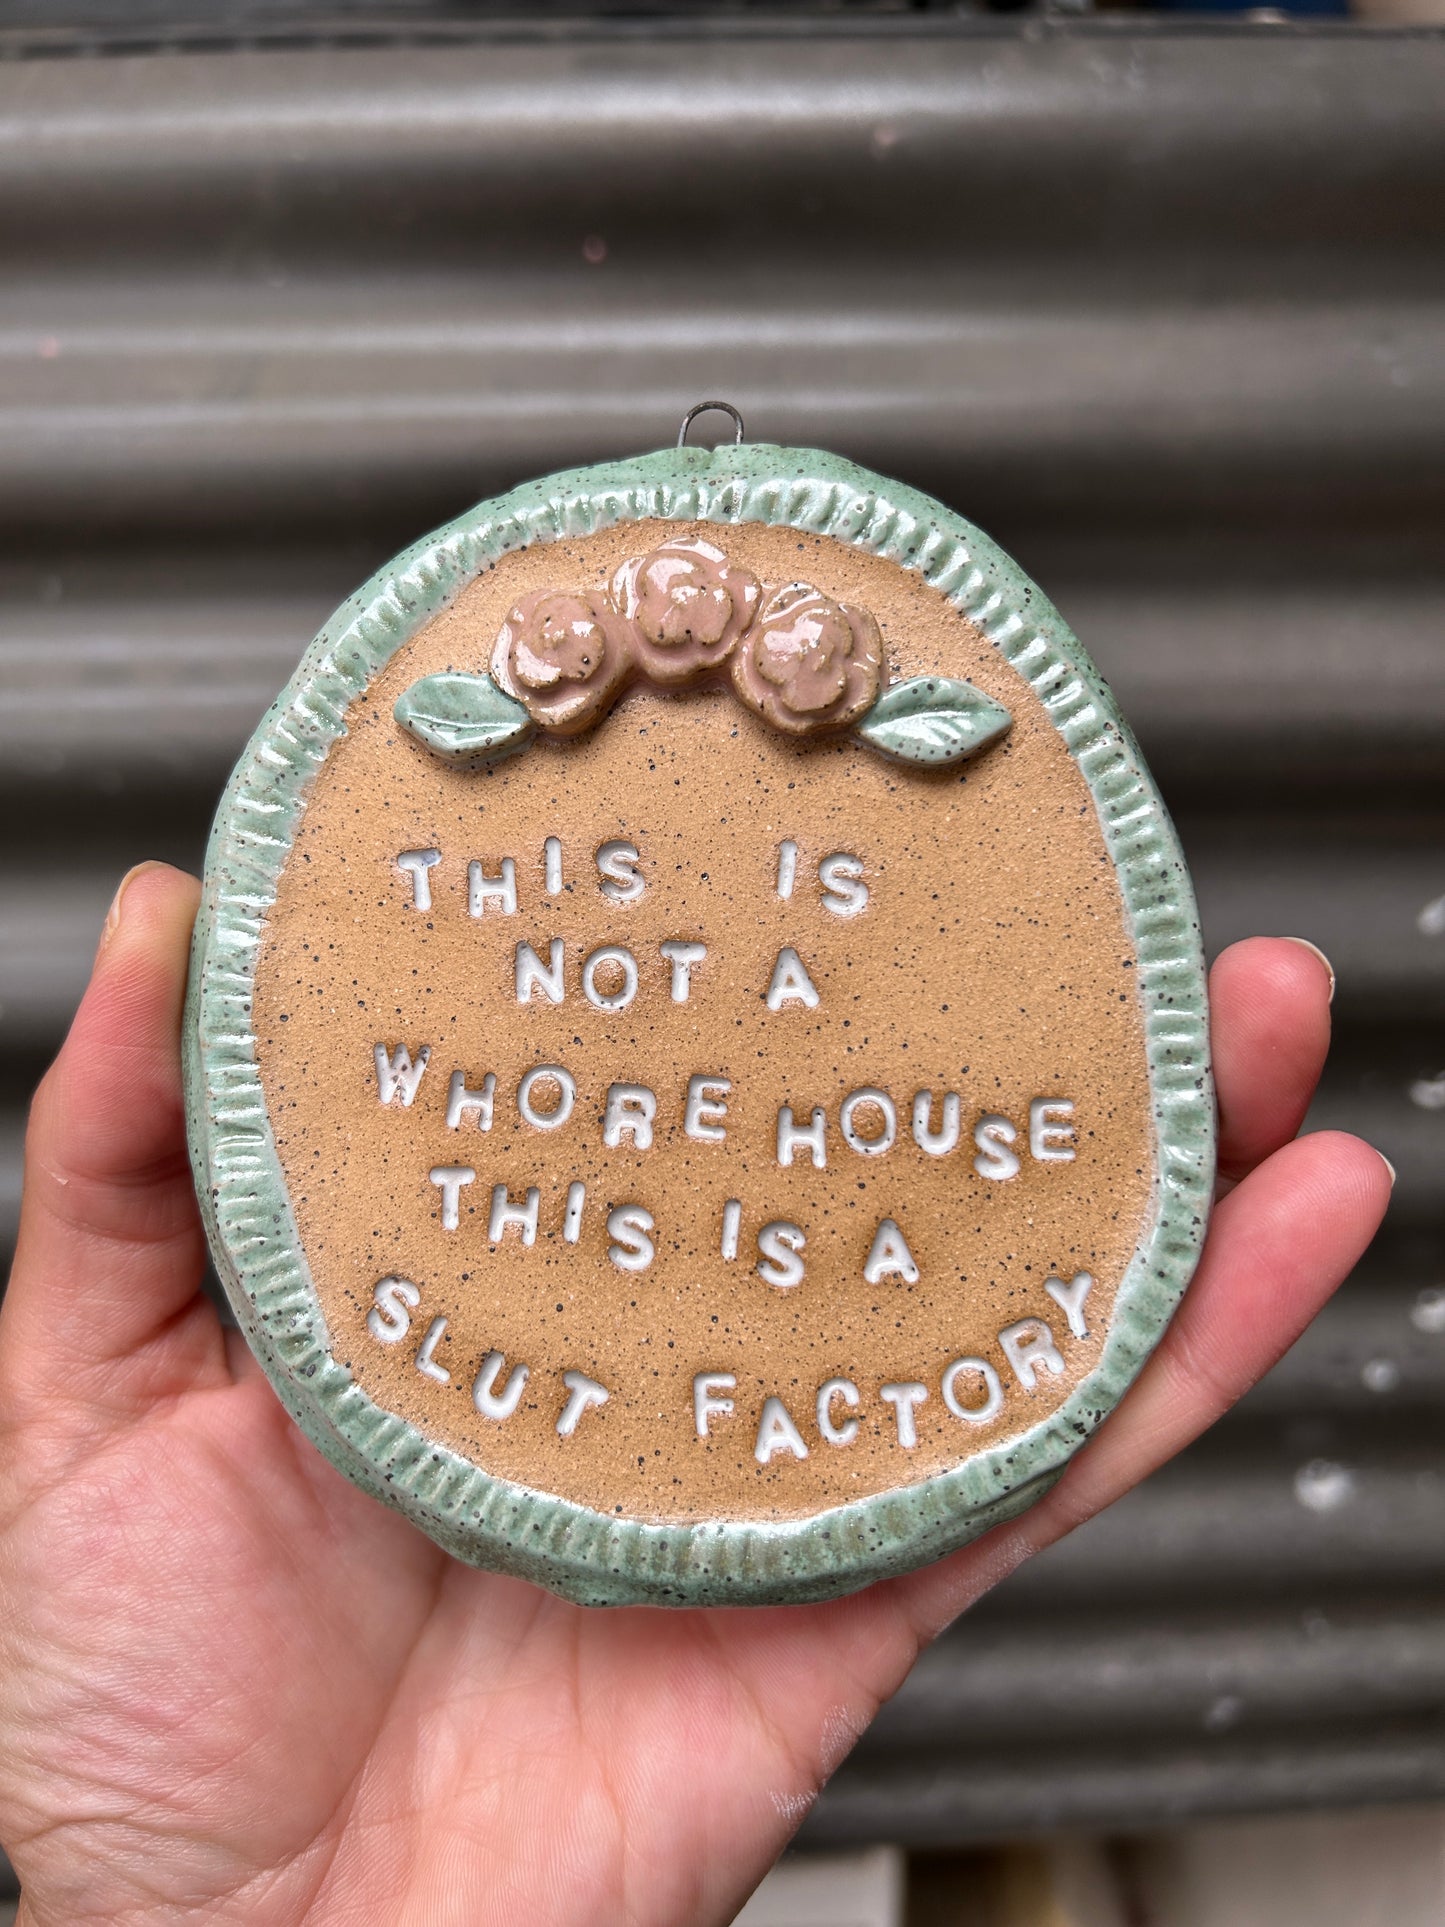 THIS IS
NOT A
WHORE HOUSE
THIS IS A
SLUT FACTORY